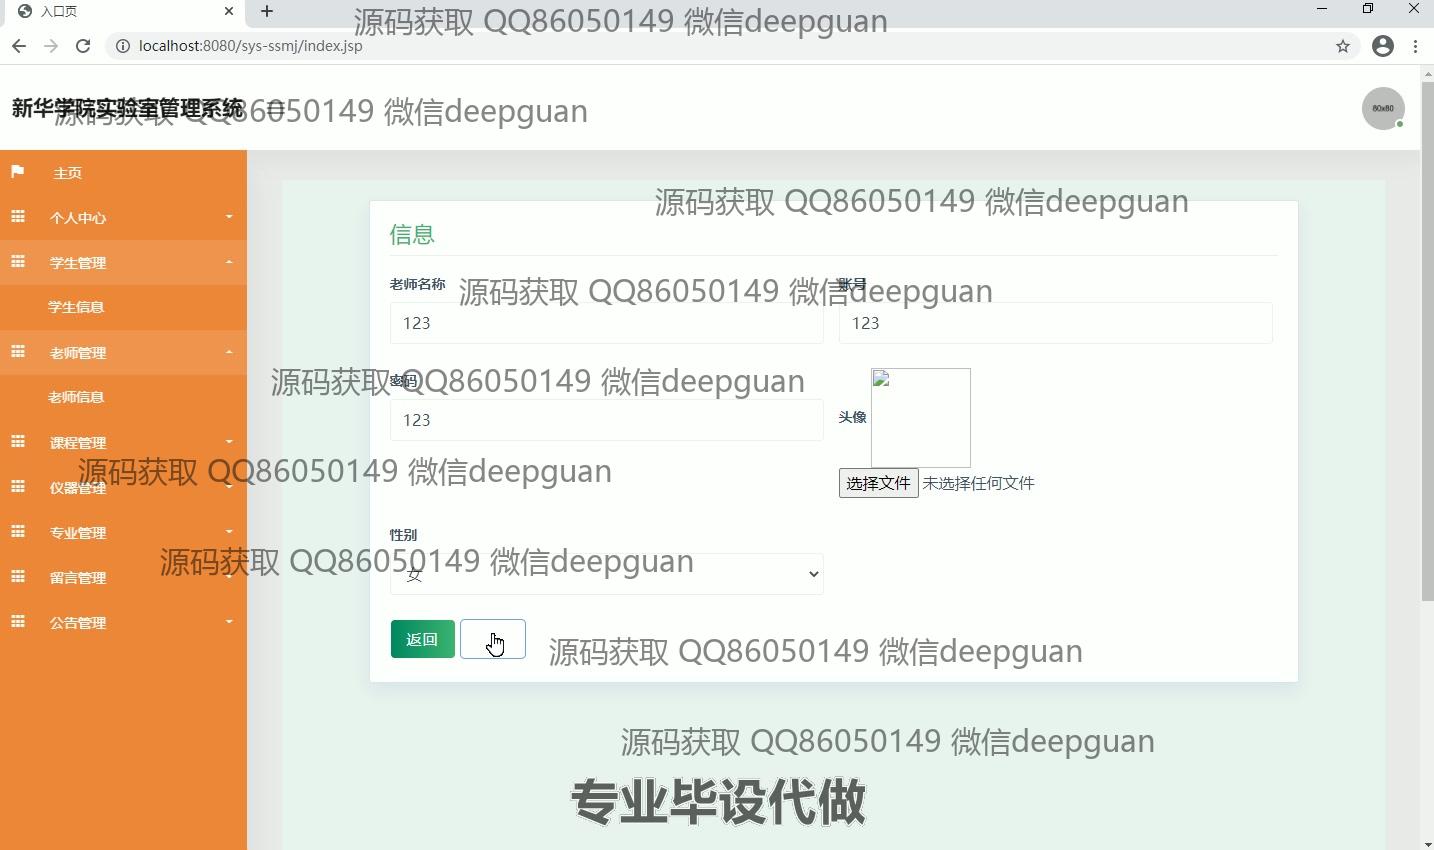 入口页
源码获取 QQ86050149 微信deepguan
localhost:8080/sys-ssmj/index.jsp
新华学院实验室管理系统
源码获取 QQ86050149 微信deepguan
80x80
主页
源码获取 QQ86050149 微信deepguan
个人中心
信息
学生管理
老师名称
账号
源码获取 QQ86050149 微信deepguan
学生信息
123
123
老师管理
密码
源码获取 QQ86050149 微信deepguan
老师信息
123
头像
课程管理
源码获取 QQ86050149 微信deepguan
仪器管理
选择文件 未选择任何文件
专业管理
性别
源码获取 QQ86050149 微信deepguan
留言管理
女
公告管理
返回
源码获取 QQ86050149 微信deepguan
源码获取 QQ86050149 微信deepguan
专业毕设代做